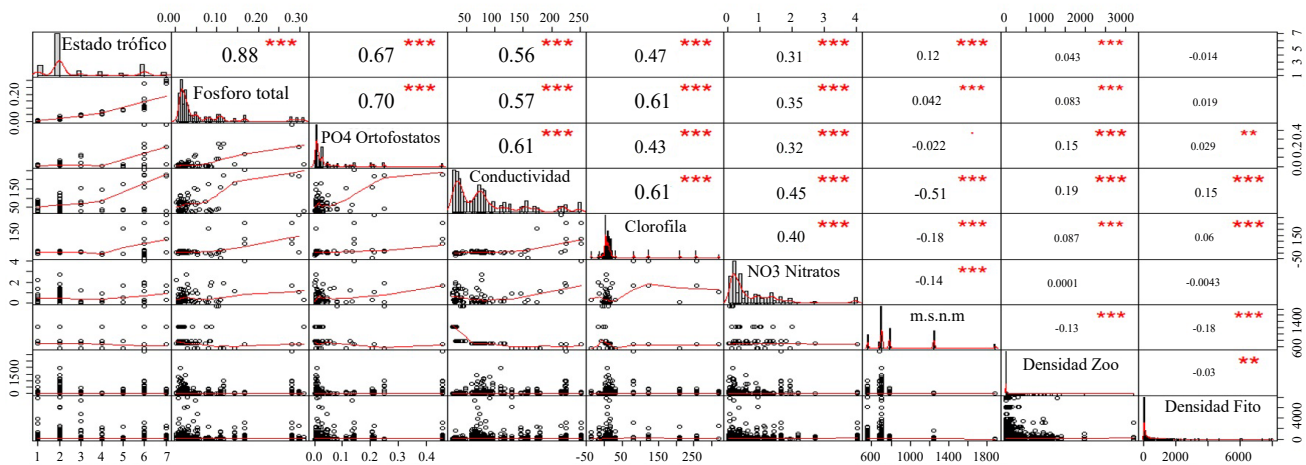 0.00 0.10 0.20 0.30 50 100 150 200 250 0 1 2 3 4 0 1000 2000 3000
Estado trófico 0.88 *** 0.67 *** 0.56 *** 0.47 *** 0.31 *** 0.12 *** 0.043 *** -0.014 1 3 5 7
0.00 0.20 Fosforo total 0.70 *** 0.57 *** 0.61 *** 0.35 *** 0.042 *** 0.083 *** 0.019
PO4 Ortofostatos 0.61 *** 0.43 *** 0.32 *** -0.022 . 0.15 *** 0.029 ** 0.0 0.2 0.4
50 150 Conductividad 0.61 *** 0.45 *** -0.51 *** 0.19 *** 0.15 ***
Clorofila 0.40 *** -0.18 *** 0.087 *** 0.06 *** -50 50 150
0 2 4 NO3 Nitratos -0.14 *** 0.0001 -0.0043
m.s.n.m -0.13 *** -0.18 *** 600 1400
0 1500 Densidad Zoo -0.03 **
Densidad Fito 0 4000
1 2 3 4 5 6 7 0.0 0.1 0.2 0.3 0.4 -50 50 150 250 600 1000 1400 1800 0 2000 4000 6000